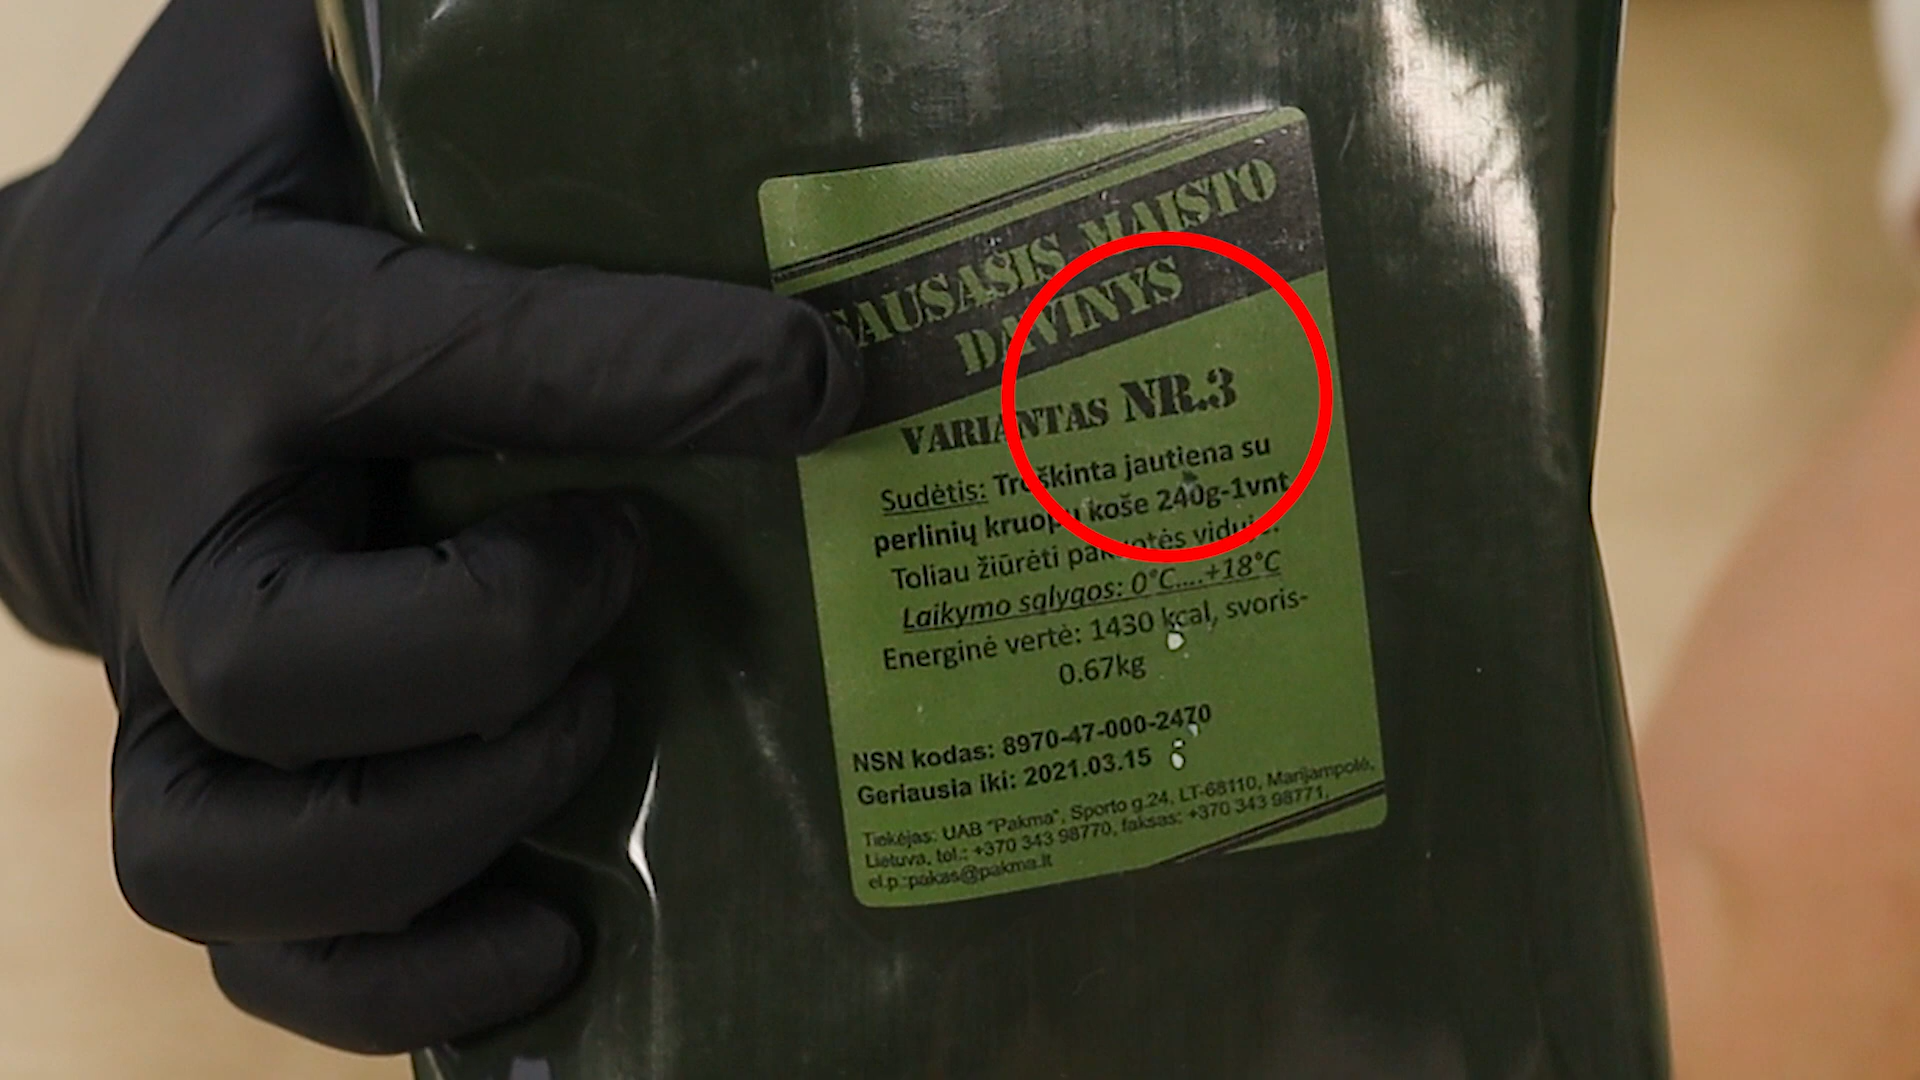 SAUSASIS MAISTO
DAVINYS
VARIANTAS NR.3
Sudėtis: Troškinta jautiena su
perlinių kruopų koše 240g-1vnt
Toliau žiūrėti pakuotės viduje.
Laikymo sąlygos: 0°C....+18°C
Energinė vertė: 1430 kcal, svoris-
0.67kg
NSN kodas: 8970-47-000-2470
Geriausia iki: 2021.03.15
Tiekėjas: UAB "Pakma", Sporto g.24, LT-68110, Marijampolė,
Lietuva, tel.: +370 343 98770, faksas: +370 343 98771,
el.p.:pakas@pakma.lt